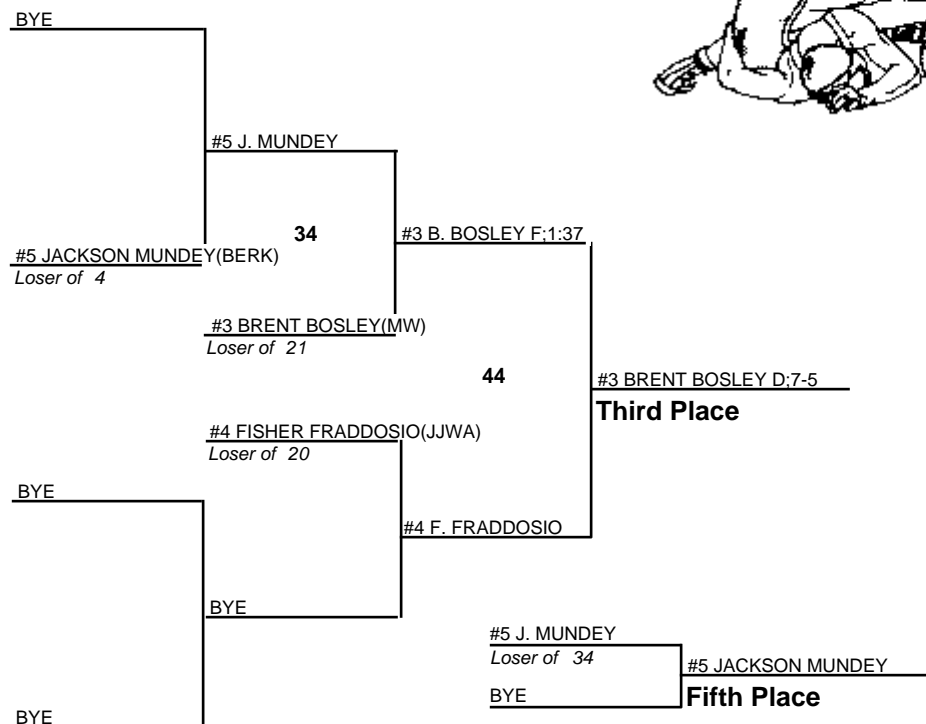 BYE
#5 J. MUNDEY
34
#3 B. BOSLEY F;1:37
#5 JACKSON MUNDEY(BERK)
Loser of 4
#3 BRENT BOSLEY(MW)
Loser of 21
44
#3 BRENT BOSLEY D;7-5
Third Place
#4 FISHER FRADDOSIO(JJWA)
Loser of 20
BYE
#4 F. FRADDOSIO
BYE
#5 J. MUNDEY
Loser of 34
#5 JACKSON MUNDEY
BYE
Fifth Place
BYE